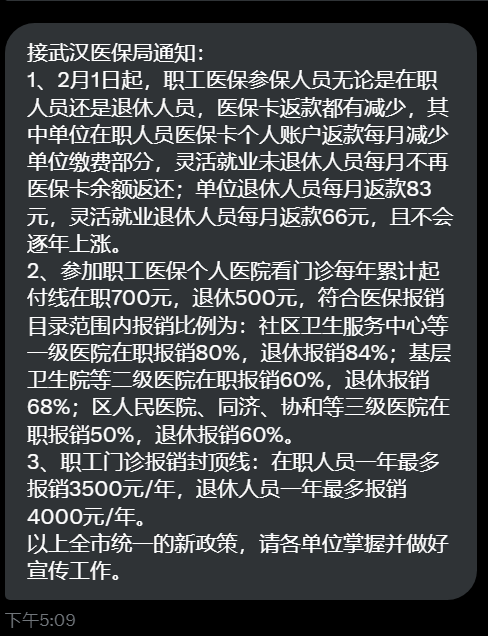 接武汉医保局通知：
1、2月1日起，职工医保参保人员无论是在职
人员还是退休人员，医保卡返款都有减少，其
中单位在职人员医保卡个人账户返款每月减少
单位缴费部分，灵活就业未退休人员每月不再
医保卡余额返还；单位退休人员每月返款83
元，灵活就业退休人员每月返款66元，且不会
逐年上涨。
2、参加职工医保个人医院看门诊每年累计起
付线在职700元，退休500元，符合医保报销
目录范围内报销比例为：社区卫生服务中心等
一级医院在职报销80%，退休报销84%；基层
卫生院等二级医院在职报销60%，退休报销
68%；区人民医院、同济、协和等三级医院在
职报销50%，退休报销60%。
3、职工门诊报销封顶线：在职人员一年最多
报销3500元/年，退休人员一年最多报销
4000元/年。
以上全市统一的新政策，请各单位掌握并做好
宣传工作。
下午5:09